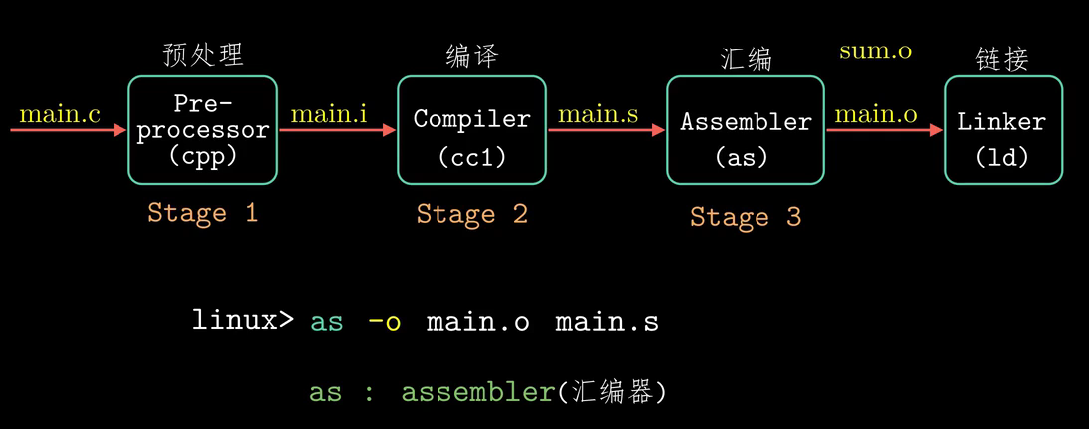 预处理 编译 汇编 sum.o 链接
main.c Pre-processor (cpp) main.i Compiler (cc1) main.s Assembler (as) main.o Linker (ld)
Stage 1 Stage 2 Stage 3
linux> as -o main.o main.s
as : assembler(汇编器)